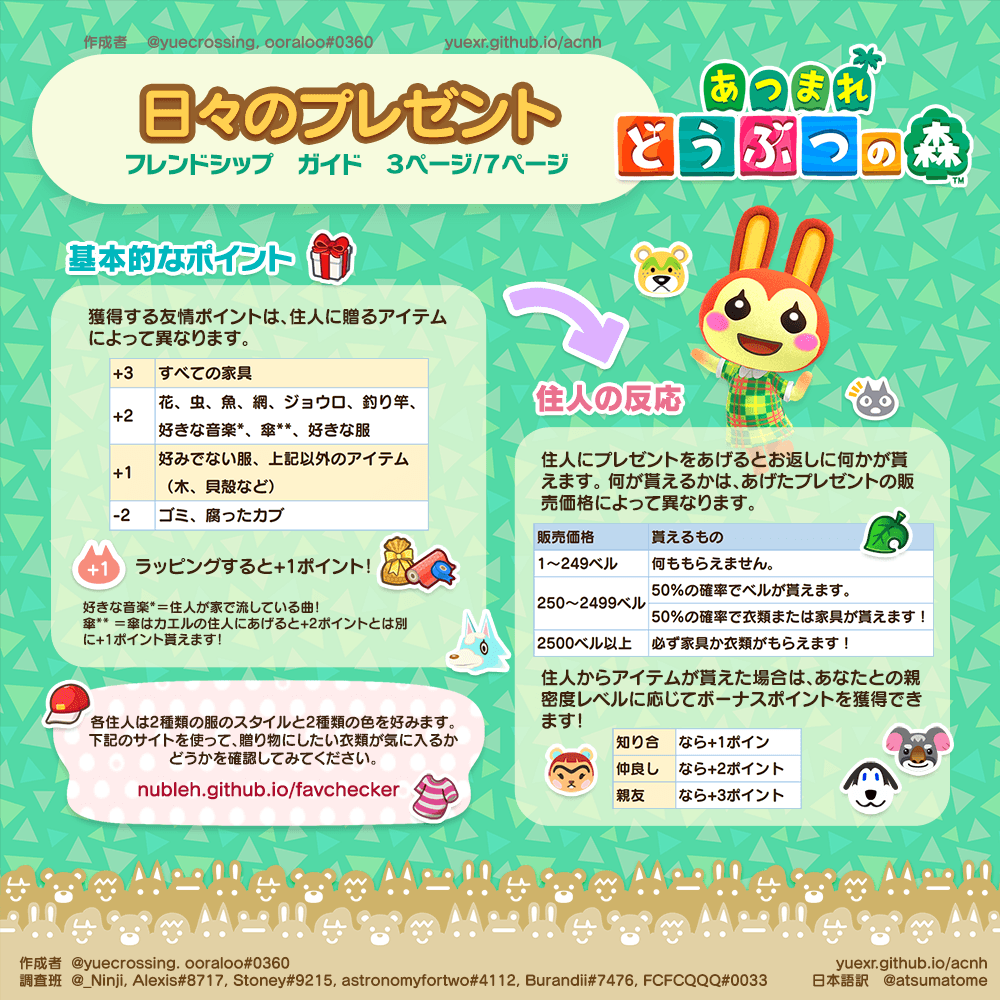 作成者 @yuecrossing, ooraloo#0360 yuexr.github.io/acnh
日々のプレゼント
フレンドシップ ガイド 3ページ/7ページ
あつまれ
どうぶつの森
TM
基本的なポイント
獲得する友情ポイントは、住人に贈るアイテム
によって異なります。
+3 すべての家具
+2 花、虫、魚、網、ジョウロ、釣り竿、
好きな音楽*、傘**、好きな服
+1 好みでない服、上記以外のアイテム
（木、貝殻など）
-2 ゴミ、腐ったカブ
+1 ラッピングすると+1ポイント!
好きな音楽*＝住人が家で流している曲!
傘** ＝傘はカエルの住人にあげると+2ポイントとは別
に+1ポイント貰えます!
各住人は2種類の服のスタイルと2種類の色を好みます。
下記のサイトを使って、贈り物にしたい衣類が気に入るか
どうかを確認してみてください。
nubleh.github.io/favchecker
住人の反応
住人にプレゼントをあげるとお返しに何かが貰
えます。何が貰えるかは、あげたプレゼントの販
売価格によって異なります。
販売価格 貰えるもの
1～249ベル 何ももらえません。
250～2499ベル 50%の確率でベルが貰えます。
50%の確率で衣類または家具が貰えます!
2500ベル以上 必ず家具か衣類がもらえます!
住人からアイテムが貰えた場合は、あなたとの親
密度レベルに応じてボーナスポイントを獲得でき
ます!
知り合 なら+1ポイン
仲良し なら+2ポイント
親友 なら+3ポイント
作成者 @yuecrossing. ooraloo#0360 yuexr.github.io/acnh
調査班 @_Ninji, Alexis#8717, Stoney#9215, astronomyfortwo#4112, Burandii#7476, FCFCQQQ#0033 日本語訳 @atsumatome